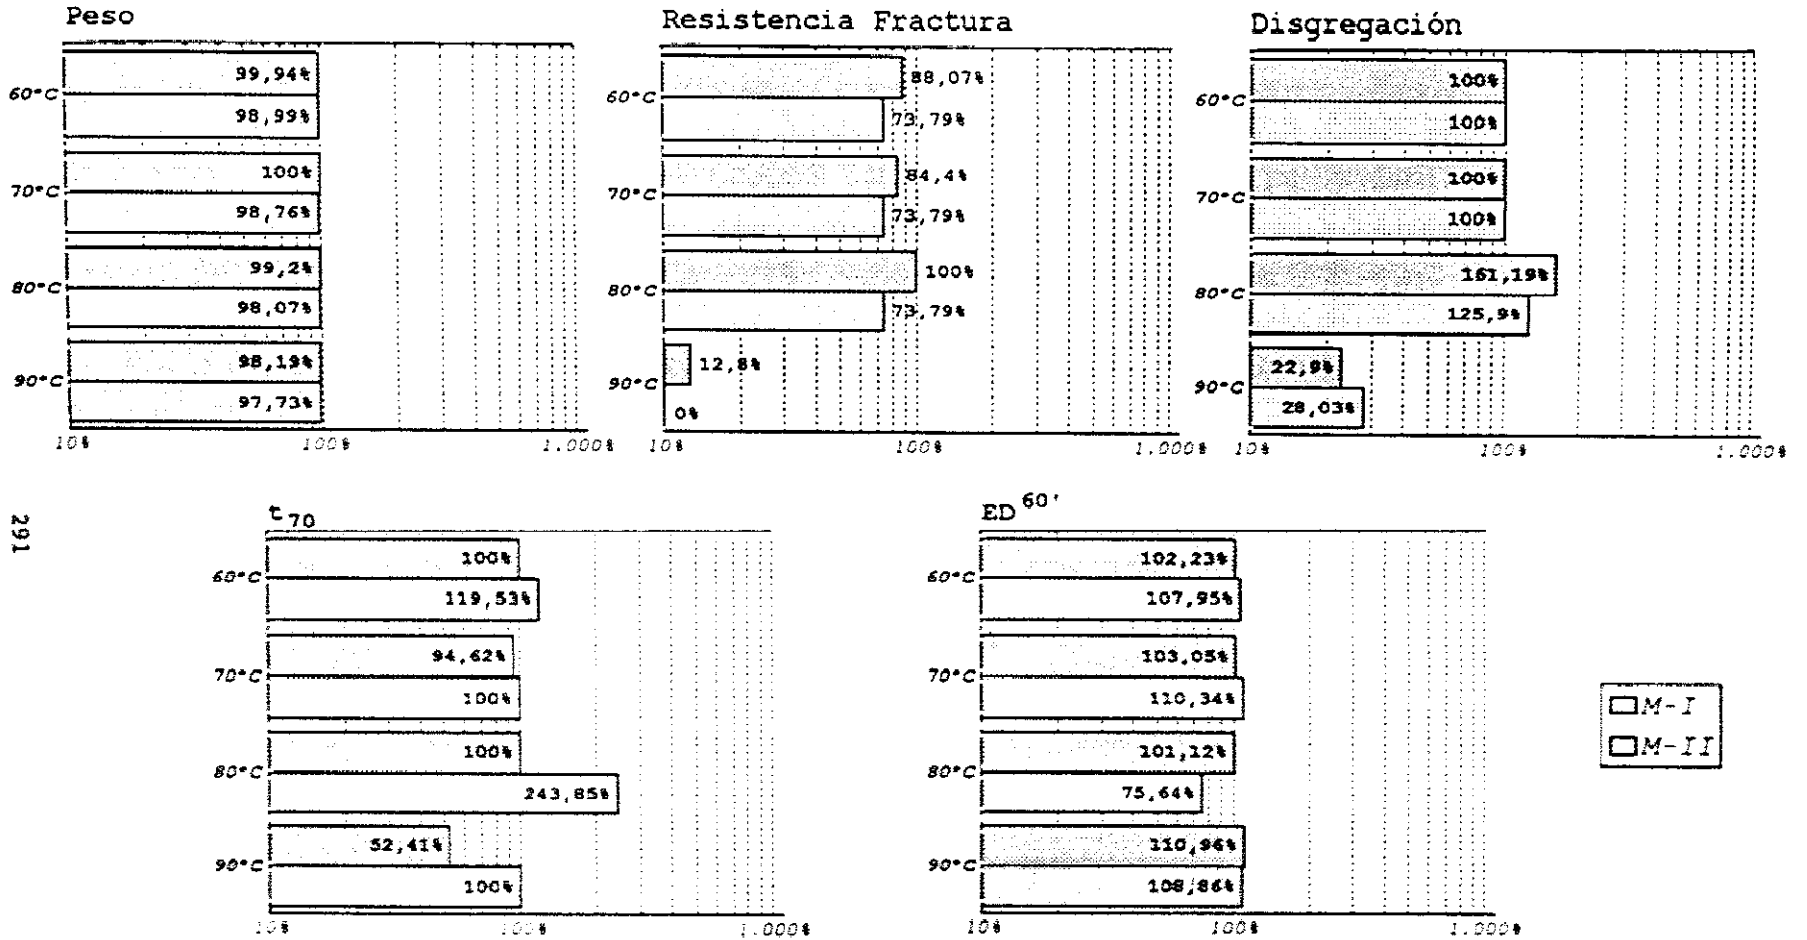 Peso
99,94%
60°C
98,99%
100%
70°C
98,76%
99,2%
80°C
98,07%
98,19%
90°C
97,73%
10% 100% 1.000%
Resistencia Fractura
88,07%
60°C
73,79%
84,4%
70°C
73,79%
100%
80°C
73,79%
12,8%
90°C
0%
10% 100% 1.000%
Disgregación
100%
60°C
100%
100%
70°C
100%
161,19%
80°C
125,9%
22,9%
90°C
28,03%
10% 100% 1.000%
291
t70
100%
60°C
119,53%
94,62%
70°C
100%
100%
80°C
243,85%
52,41%
90°C
100%
10% 100% 1.000%
ED60'
102,23%
60°C
107,95%
103,05%
70°C
110,34%
101,12%
80°C
75,64%
110,96%
90°C
108,86%
10% 100% 1.000%
M-I
M-II